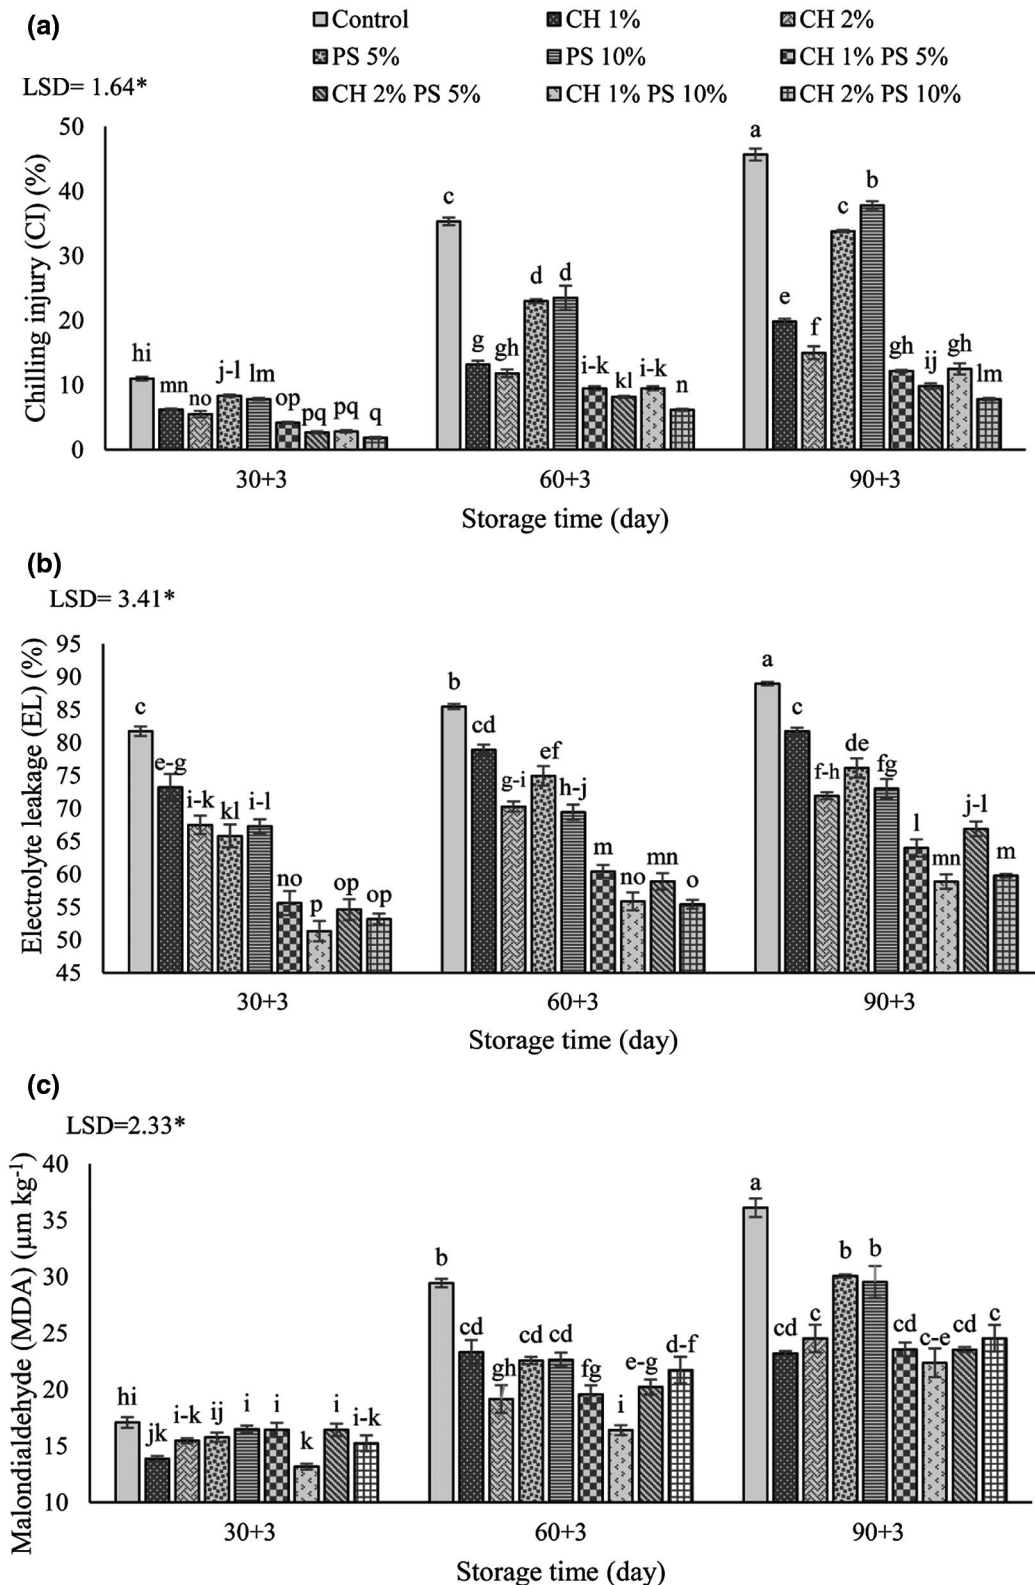 (a)
Control CH 1% CH 2%
PS 5% PS 10% CH 1% PS 5%
LSD= 1.64*
CH 2% PS 5% CH 1% PS 10% CH 2% PS 10%
Chilling injury (CI) (%)
50
40
30
20
10
0
hi mn no j-l lm op pq pq q
c g gh d d i-k kl i-k n
a e f c b gh ij gh lm
30+3 60+3 90+3
Storage time (day)
(b)
LSD= 3.41*
Electrolyte leakage (EL) (%)
95
90
85
80
75
70
65
60
55
50
45
c e-g i-k kl i-l no p op op
b cd g-i ef h-j m no mn o
a c f-h de fg l mn j-l m
30+3 60+3 90+3
Storage time (day)
(c)
LSD=2.33*
Malondialdehyde (MDA) (µm kg⁻¹)
40
35
30
25
20
15
10
hi jk i-k ij i i k i i-k
b cd gh cd cd fg i e-g d-f
a cd c b b cd c-e cd c
30+3 60+3 90+3
Storage time (day)